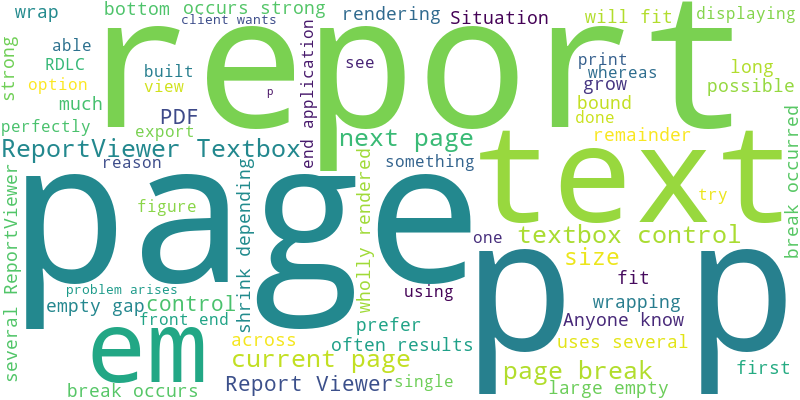 wrap
bottom occurs strong
client wants
rendering
Situation
will fit
displaying
report
strong
able
RDLC
built
see
print
whereas
long
option
view
p
grow
possible
much
PDF
end application
bound
done
perfectly
export
next page
text
remainder
break occurred
ReportViewer Textbox
reason
something
page
p p
several ReportViewer
figure
shrink depending
wholly rendered
try
one
textbox control
size
problem arises
using
fit
empty gap
control
wrapping
em
front end
prefer
Anyone know
across
often results
uses several
current page
page break
first
break occurs
Report Viewer
single
large empty